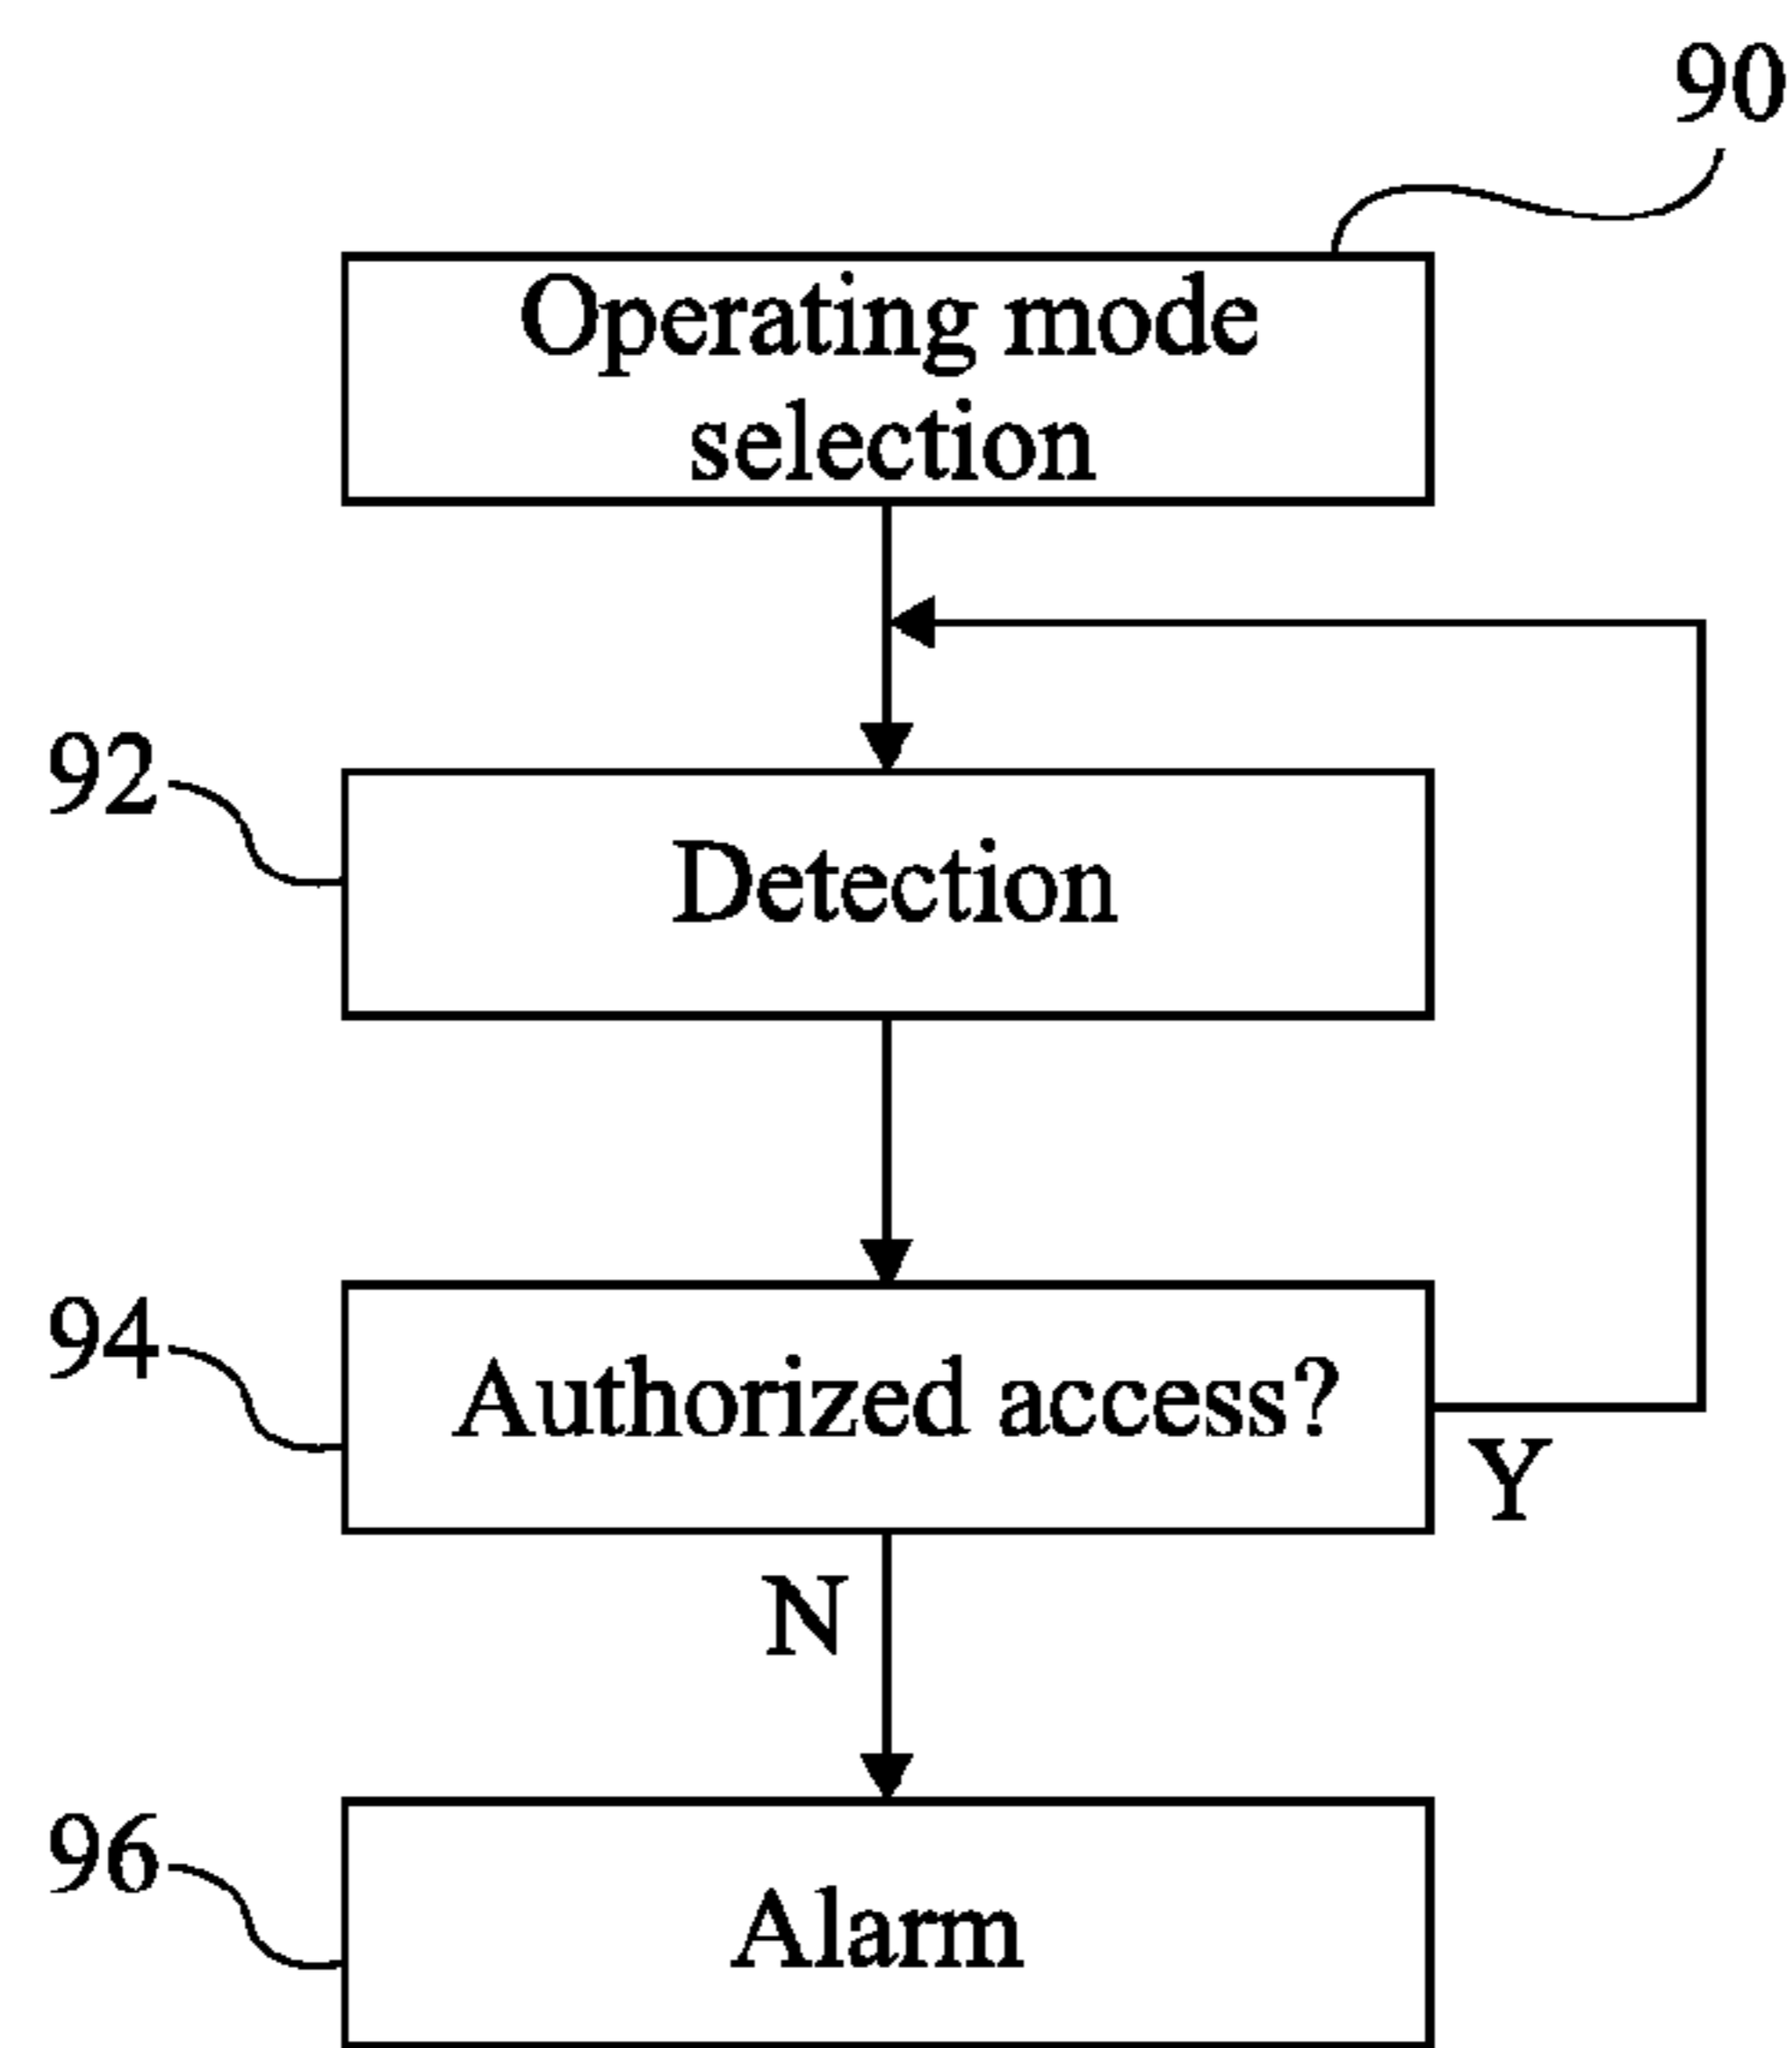 90
Operating mode
selection
92
Detection
94
Authorized access?
Y
N
96
Alarm